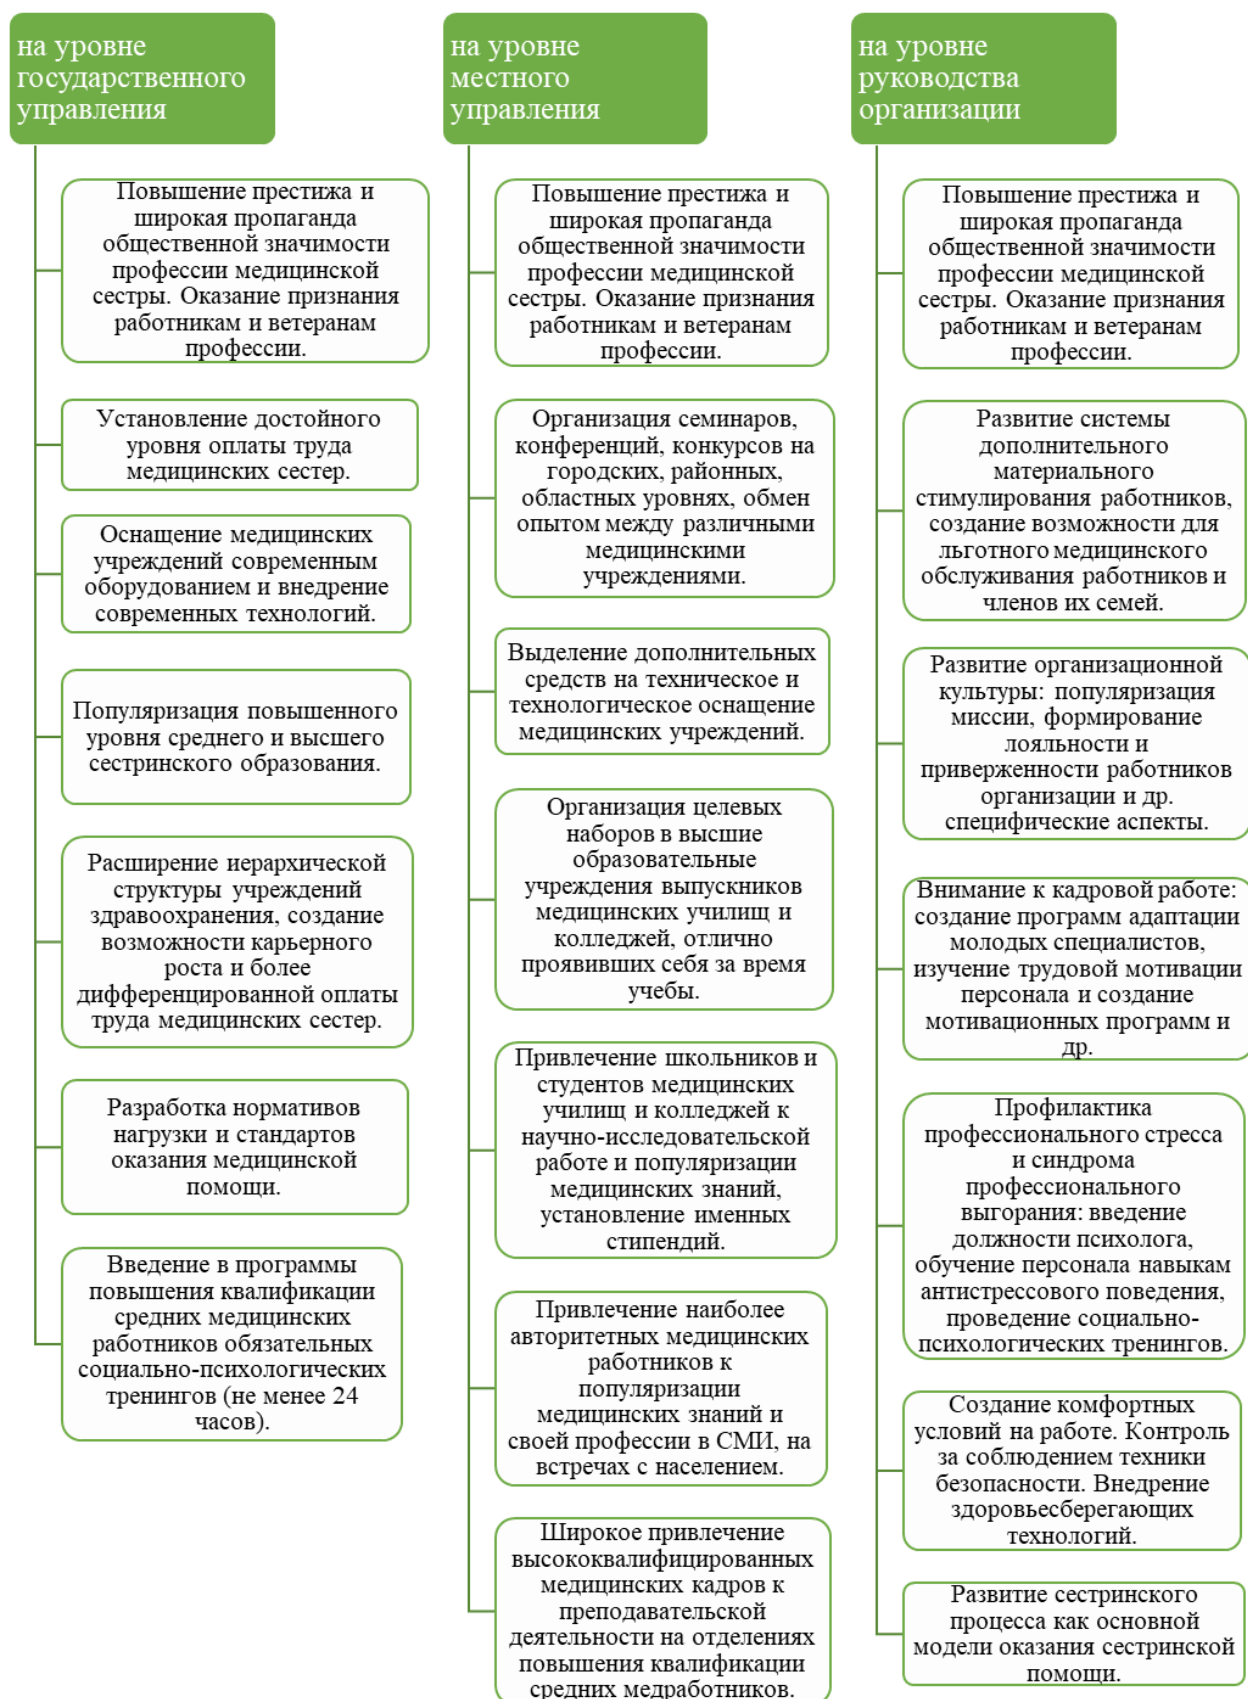 на уровне
государственного
управления
Повышение престижа и
широкая пропаганда
общественной значимости
профессии медицинской
сестры. Оказание признания
работникам и ветеранам
профессии.
Установление достойного
уровня оплаты труда
медицинских сестер.
Оснащение медицинских
учреждений современным
оборудованием и внедрение
современных технологий.
Популяризация повышенного
уровня среднего и высшего
сестринского образования.
Расширение иерархической
структуры учреждений
здравоохранения, создание
возможности карьерного
роста и более
дифференцированной оплаты
труда медицинских сестер.
Разработка нормативов
нагрузки и стандартов
оказания медицинской
помощи.
Введение в программы
повышения квалификации
средних медицинских
работников обязательных
социально-психологических
тренингов (не менее 24
часов).
на уровне
местного
управления
Повышение престижа и
широкая пропаганда
общественной значимости
профессии медицинской
сестры. Оказание признания
работникам и ветеранам
профессии.
Организация семинаров,
конференций, конкурсов на
городских, районных,
областных уровнях, обмен
опытом между различными
медицинскими
учреждениями.
Выделение дополнительных
средств на техническое и
технологическое оснащение
медицинских учреждений.
Организация целевых
наборов в высшие
образовательные
учреждения выпускников
медицинских училищ и
колледжей, отлично
проявивших себя за время
учебы.
Привлечение школьников и
студентов медицинских
училищ и колледжей к
научно-исследовательской
работе и популяризации
медицинских знаний,
установление именных
стипендий.
Привлечение наиболее
авторитетных медицинских
работников к
популяризации
медицинских знаний и
своей профессии в СМИ, на
встречах с населением.
Широкое привлечение
высококвалифицированных
медицинских кадров к
преподавательской
деятельности на отделениях
повышения квалификации
средних медработников.
на уровне
руководства
организации
Повышение престижа и
широкая пропаганда
общественной значимости
профессии медицинской
сестры. Оказание признания
работникам и ветеранам
профессии.
Развитие системы
дополнительного
материального
стимулирования работников,
создание возможности для
льготного медицинского
обслуживания работников и
членов их семей.
Развитие организационной
культуры: популяризация
миссии, формирование
лояльности и
приверженности работников
организации и др.
специфические аспекты.
Внимание к кадровой работе:
создание программ адаптации
молодых специалистов,
изучение трудовой мотивации
персонала и создание
мотивационных программ и
др.
Профилактика
профессионального стресса
и синдрома
профессионального
выгорания: введение
должности психолога,
обучение персонала навыкам
антистрессового поведения,
проведение социально-
психологических тренингов.
Создание комфортных
условий на работе. Контроль
за соблюдением техники
безопасности. Внедрение
здоровьесберегающих
технологий.
Развитие сестринского
процесса как основной
модели оказания сестринской
помощи.